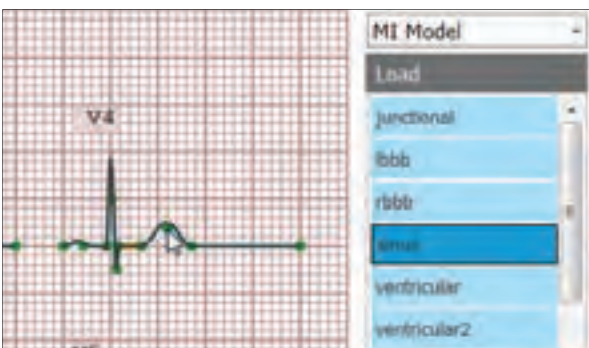 V4
MI Model
Load
junctional
lbbb
rbbb
sinus
ventricular
ventricular2